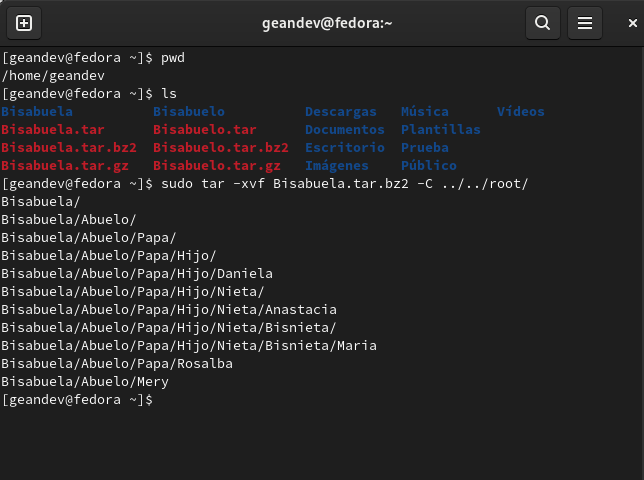 geandev@fedora:~
[geandev@fedora ~]$ pwd
/home/geandev
[geandev@fedora ~]$ ls
Bisabuela Bisabuelo Descargas Música Vídeos
Bisabuela.tar Bisabuelo.tar Documentos Plantillas
Bisabuela.tar.bz2 Bisabuelo.tar.bz2 Escritorio Prueba
Bisabuela.tar.gz Bisabuelo.tar.gz Imágenes Público
[geandev@fedora ~]$ sudo tar -xvf Bisabuela.tar.bz2 -C ../../root/
Bisabuela/
Bisabuela/Abuelo/
Bisabuela/Abuelo/Papa/
Bisabuela/Abuelo/Papa/Hijo/
Bisabuela/Abuelo/Papa/Hijo/Daniela
Bisabuela/Abuelo/Papa/Hijo/Nieta/
Bisabuela/Abuelo/Papa/Hijo/Nieta/Anastacia
Bisabuela/Abuelo/Papa/Hijo/Nieta/Bisnieta/
Bisabuela/Abuelo/Papa/Hijo/Nieta/Bisnieta/Maria
Bisabuela/Abuelo/Papa/Rosalba
Bisabuela/Abuelo/Mery
[geandev@fedora ~]$